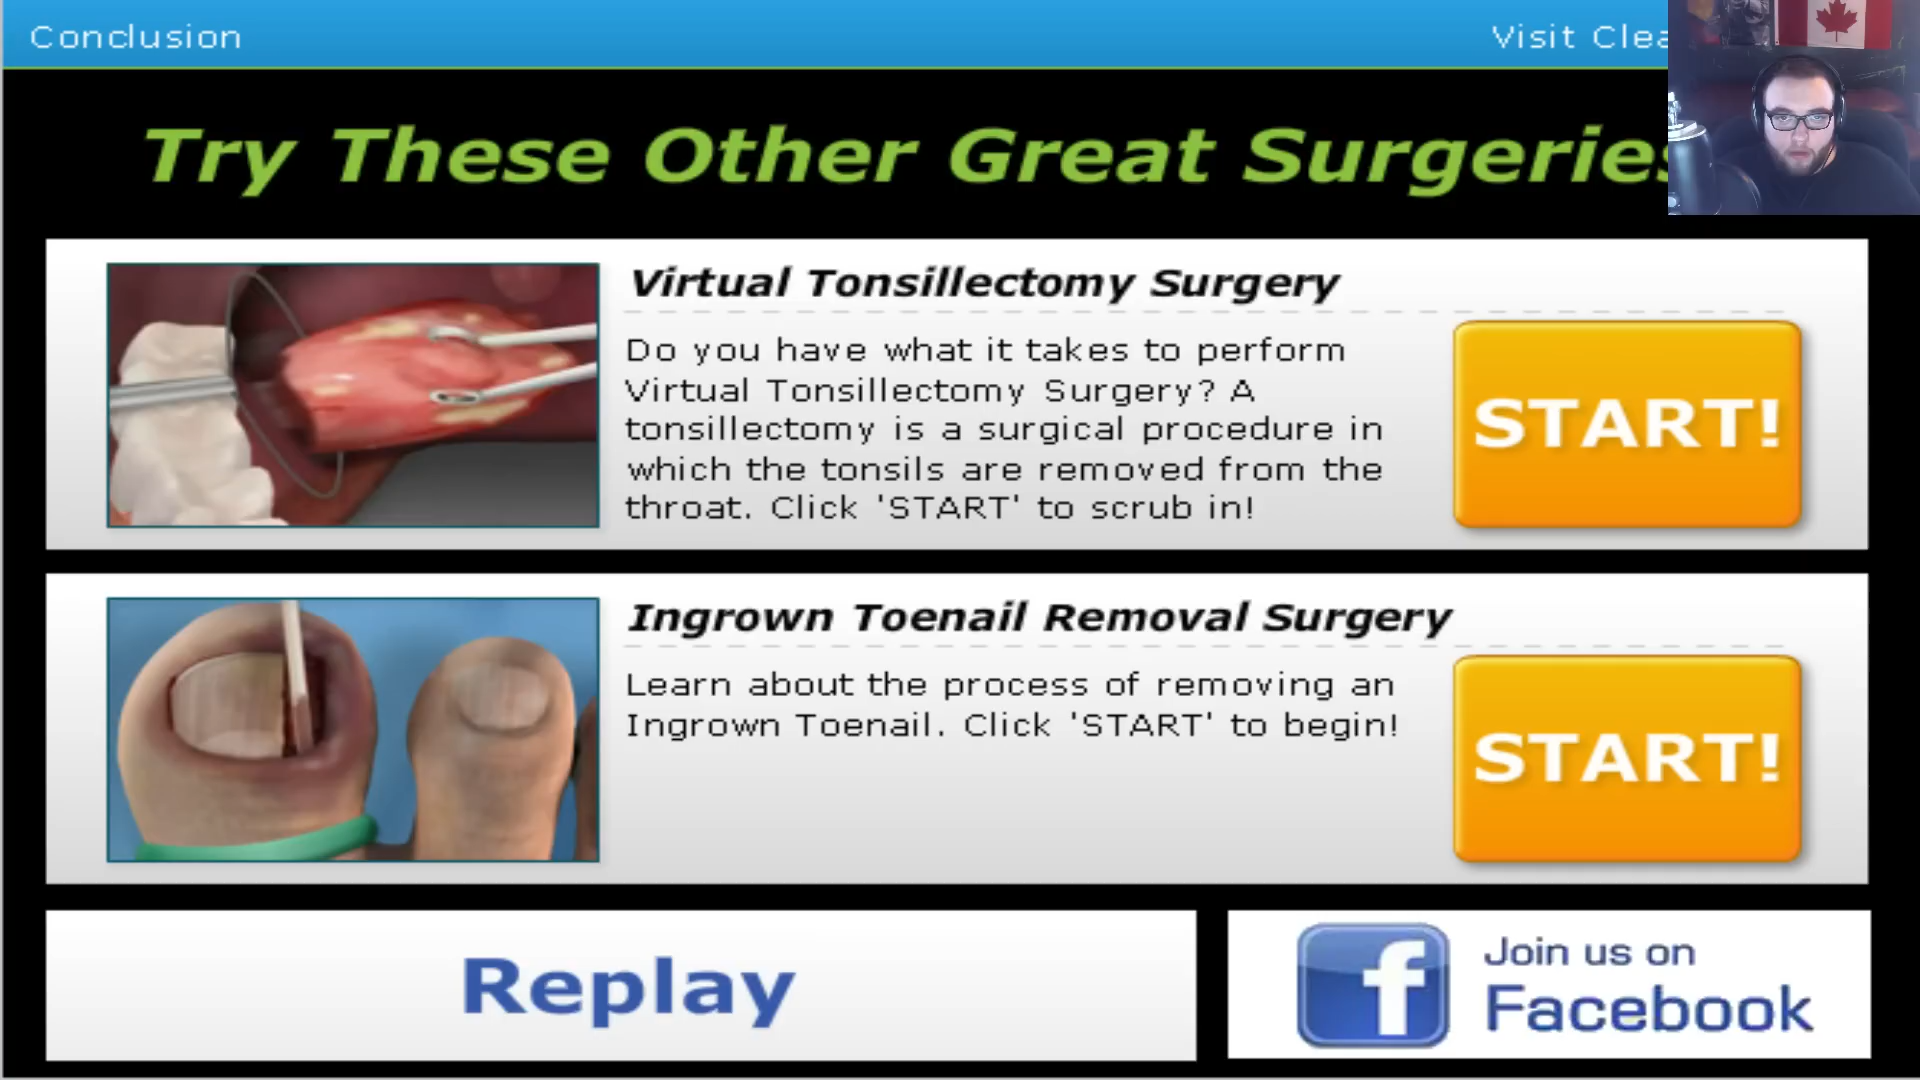 Conclusion
Visit
Try These Other Great Surgeries
Virtual Tonsillectomy Surgery
Do you have what it takes to perform
Virtual Tonsillectomy Surgery? A
tonsillectomy is a surgical procedure in
which the tonsils are removed from the
throat. Click 'START' to scrub in!
START!
Ingrown Toenail Removal Surgery
Learn about the process of removing an
Ingrown Toenail. Click 'START' to begin!
START!
Replay
f
Join us on
Facebook